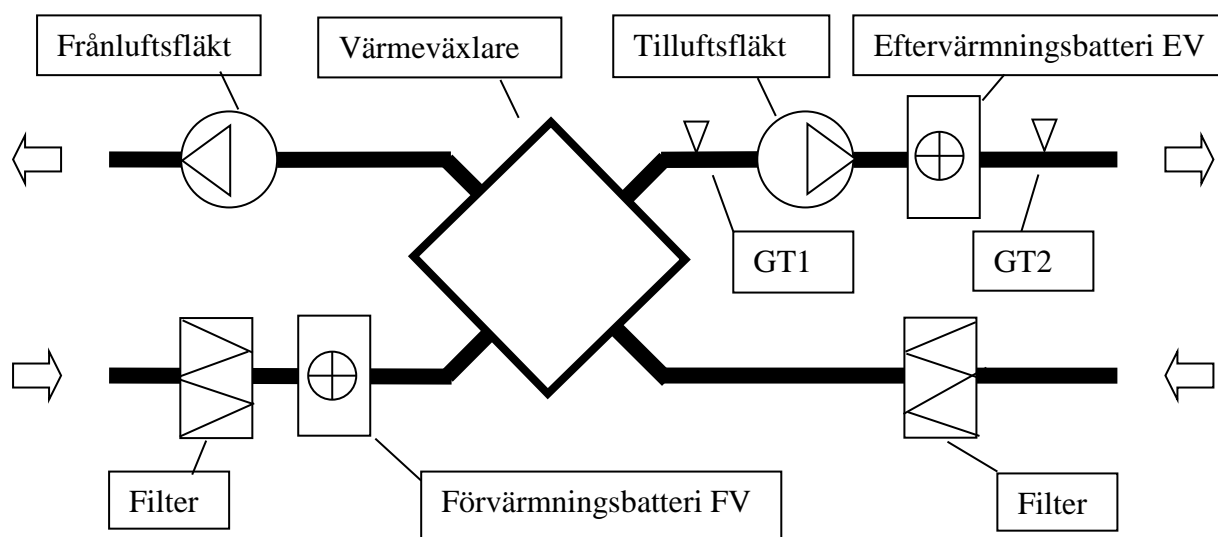 Frånluftsfläkt
Värmeväxlare
Tilluftsfläkt
Eftervärmningsbatteri EV
GT1
GT2
Filter
Förvärmningsbatteri FV
Filter